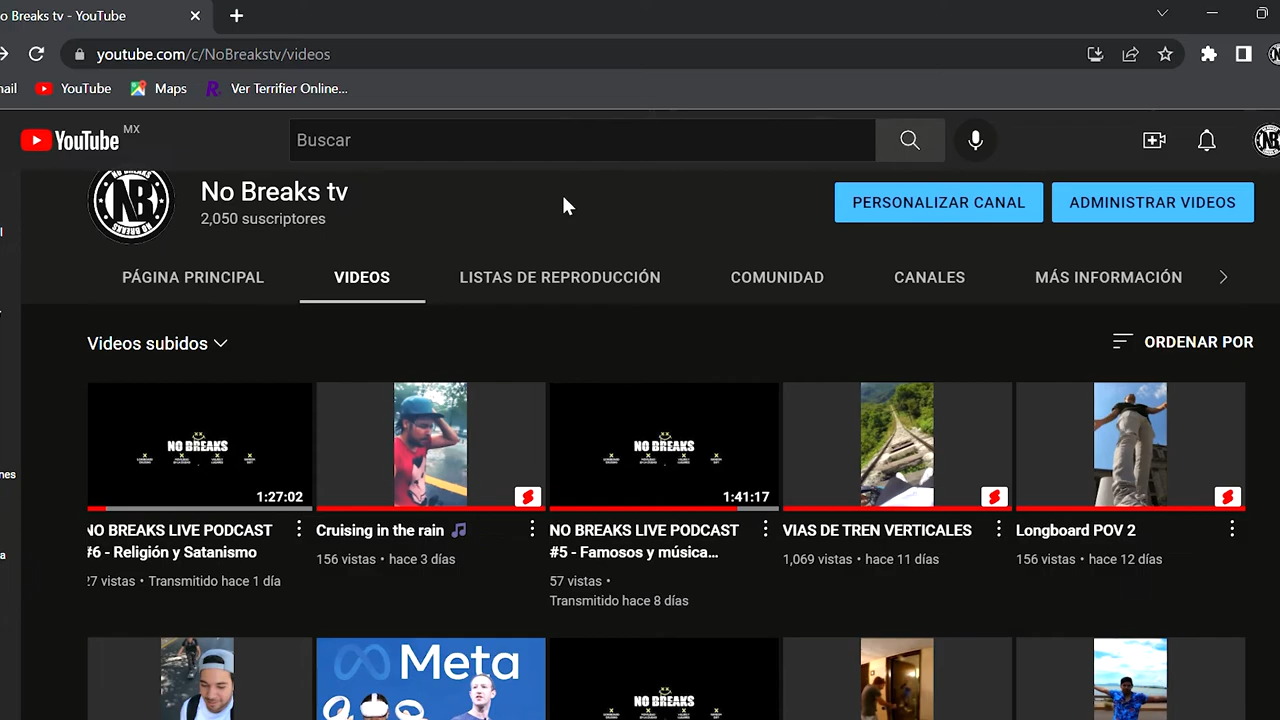 o Breaks tv - YouTube
youtube.com/c/NoBreakstv/videos
mail YouTube Maps Ver Terrifier Online...
YouTube MX
Buscar
NO BREAKS
NB
No Breaks tv
2,050 suscriptores
PERSONALIZAR CANAL
ADMINISTRAR VIDEOS
PÁGINA PRINCIPAL VIDEOS LISTAS DE REPRODUCCIÓN COMUNIDAD CANALES MÁS INFORMACIÓN
Videos subidos
ORDENAR POR
NO BREAKS
1:27:02
NO BREAKS
1:41:17
NO BREAKS LIVE PODCAST
#6 - Religión y Satanismo
27 vistas • Transmitido hace 1 día
Cruising in the rain 🎵
156 vistas • hace 3 días
NO BREAKS LIVE PODCAST
#5 - Famosos y música...
57 vistas •
Transmitido hace 8 días
VIAS DE TREN VERTICALES
1,069 vistas • hace 11 días
Longboard POV 2
156 vistas • hace 12 días
Meta
NO BREAKS